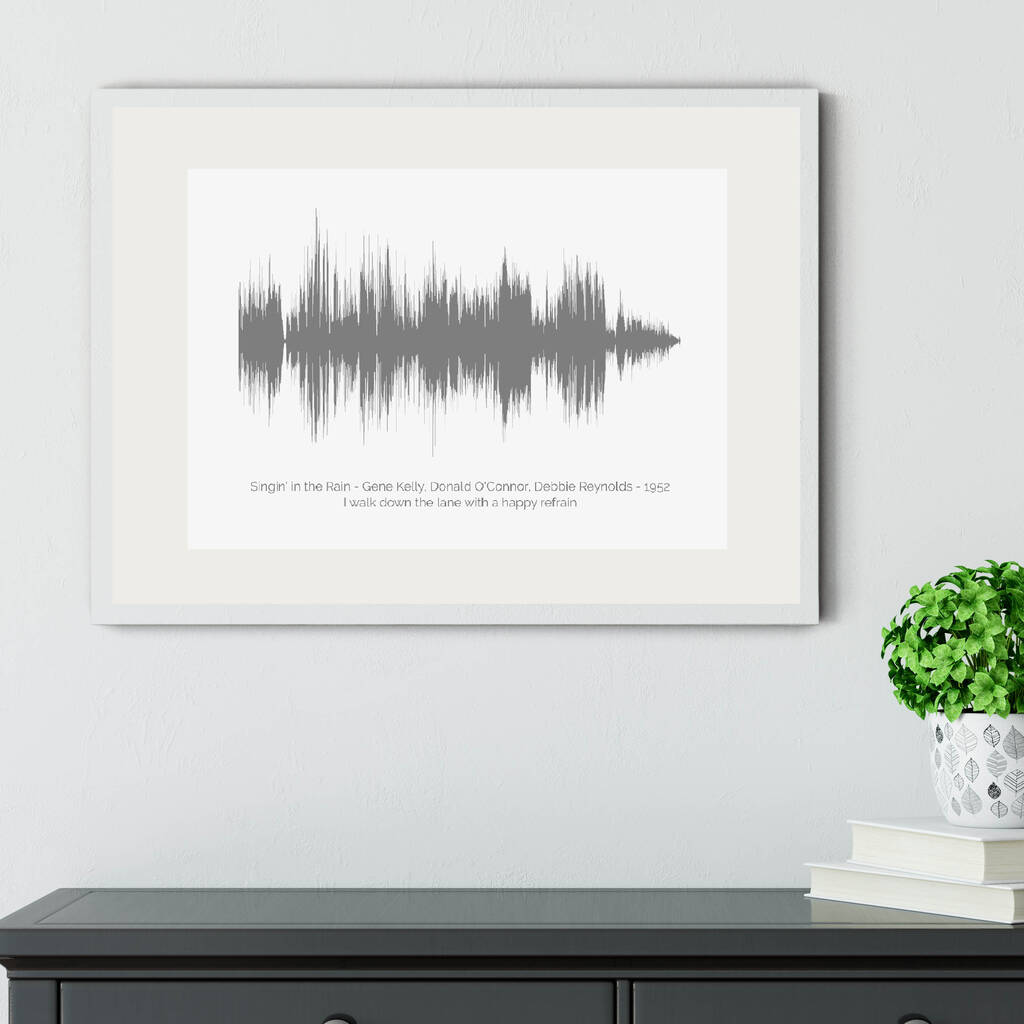 Singin' in the Rain - Gene Kelly, Donald O'Connor, Debbie Reynolds - 1952
I walk down the lane with a happy refrain